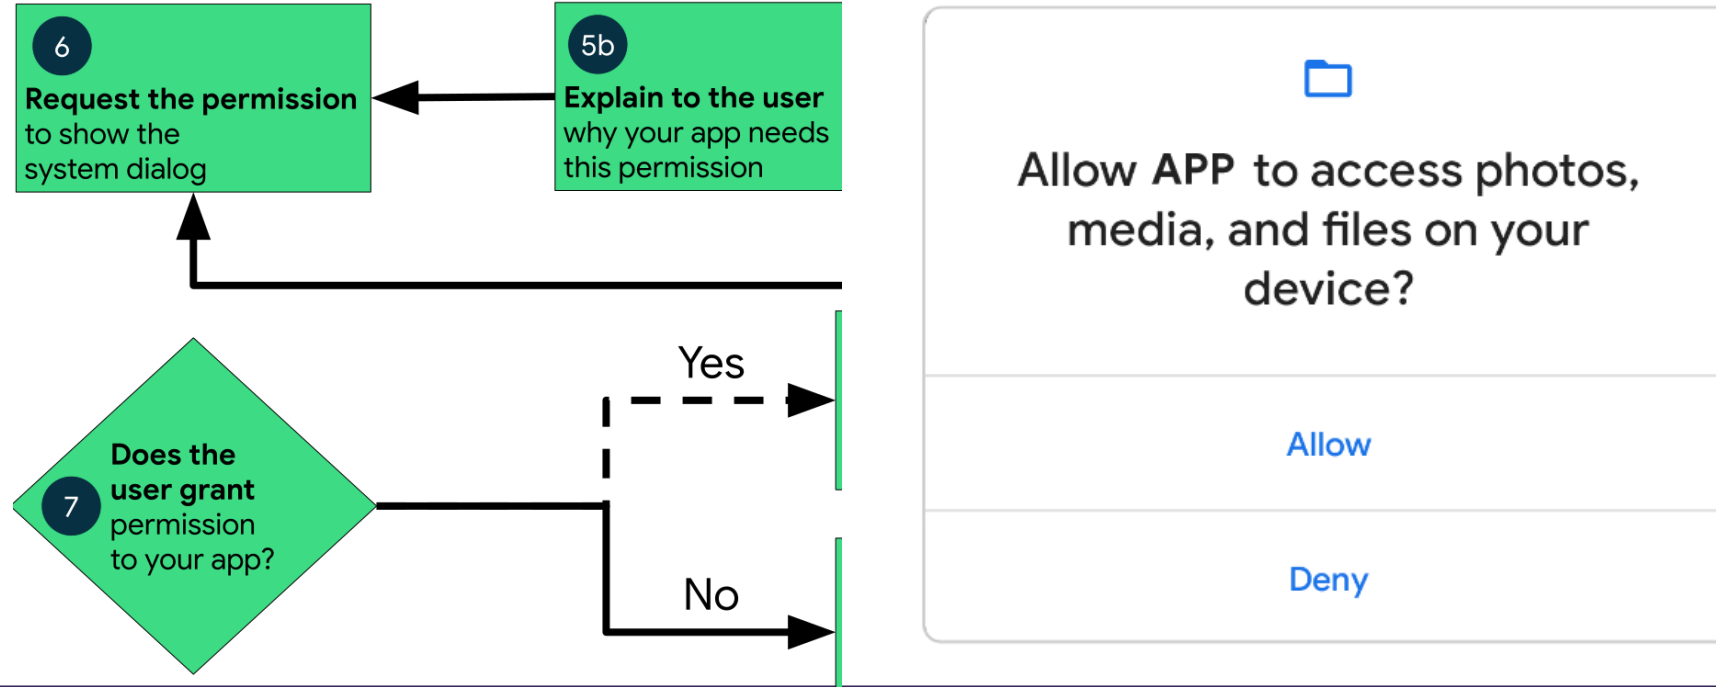 6
Request the permission
to show the
system dialog
5b
Explain to the user
why your app needs
this permission
7
Does the
user grant
permission
to your app?
Yes
No
Allow APP to access photos,
media, and files on your
device?
Allow
Deny